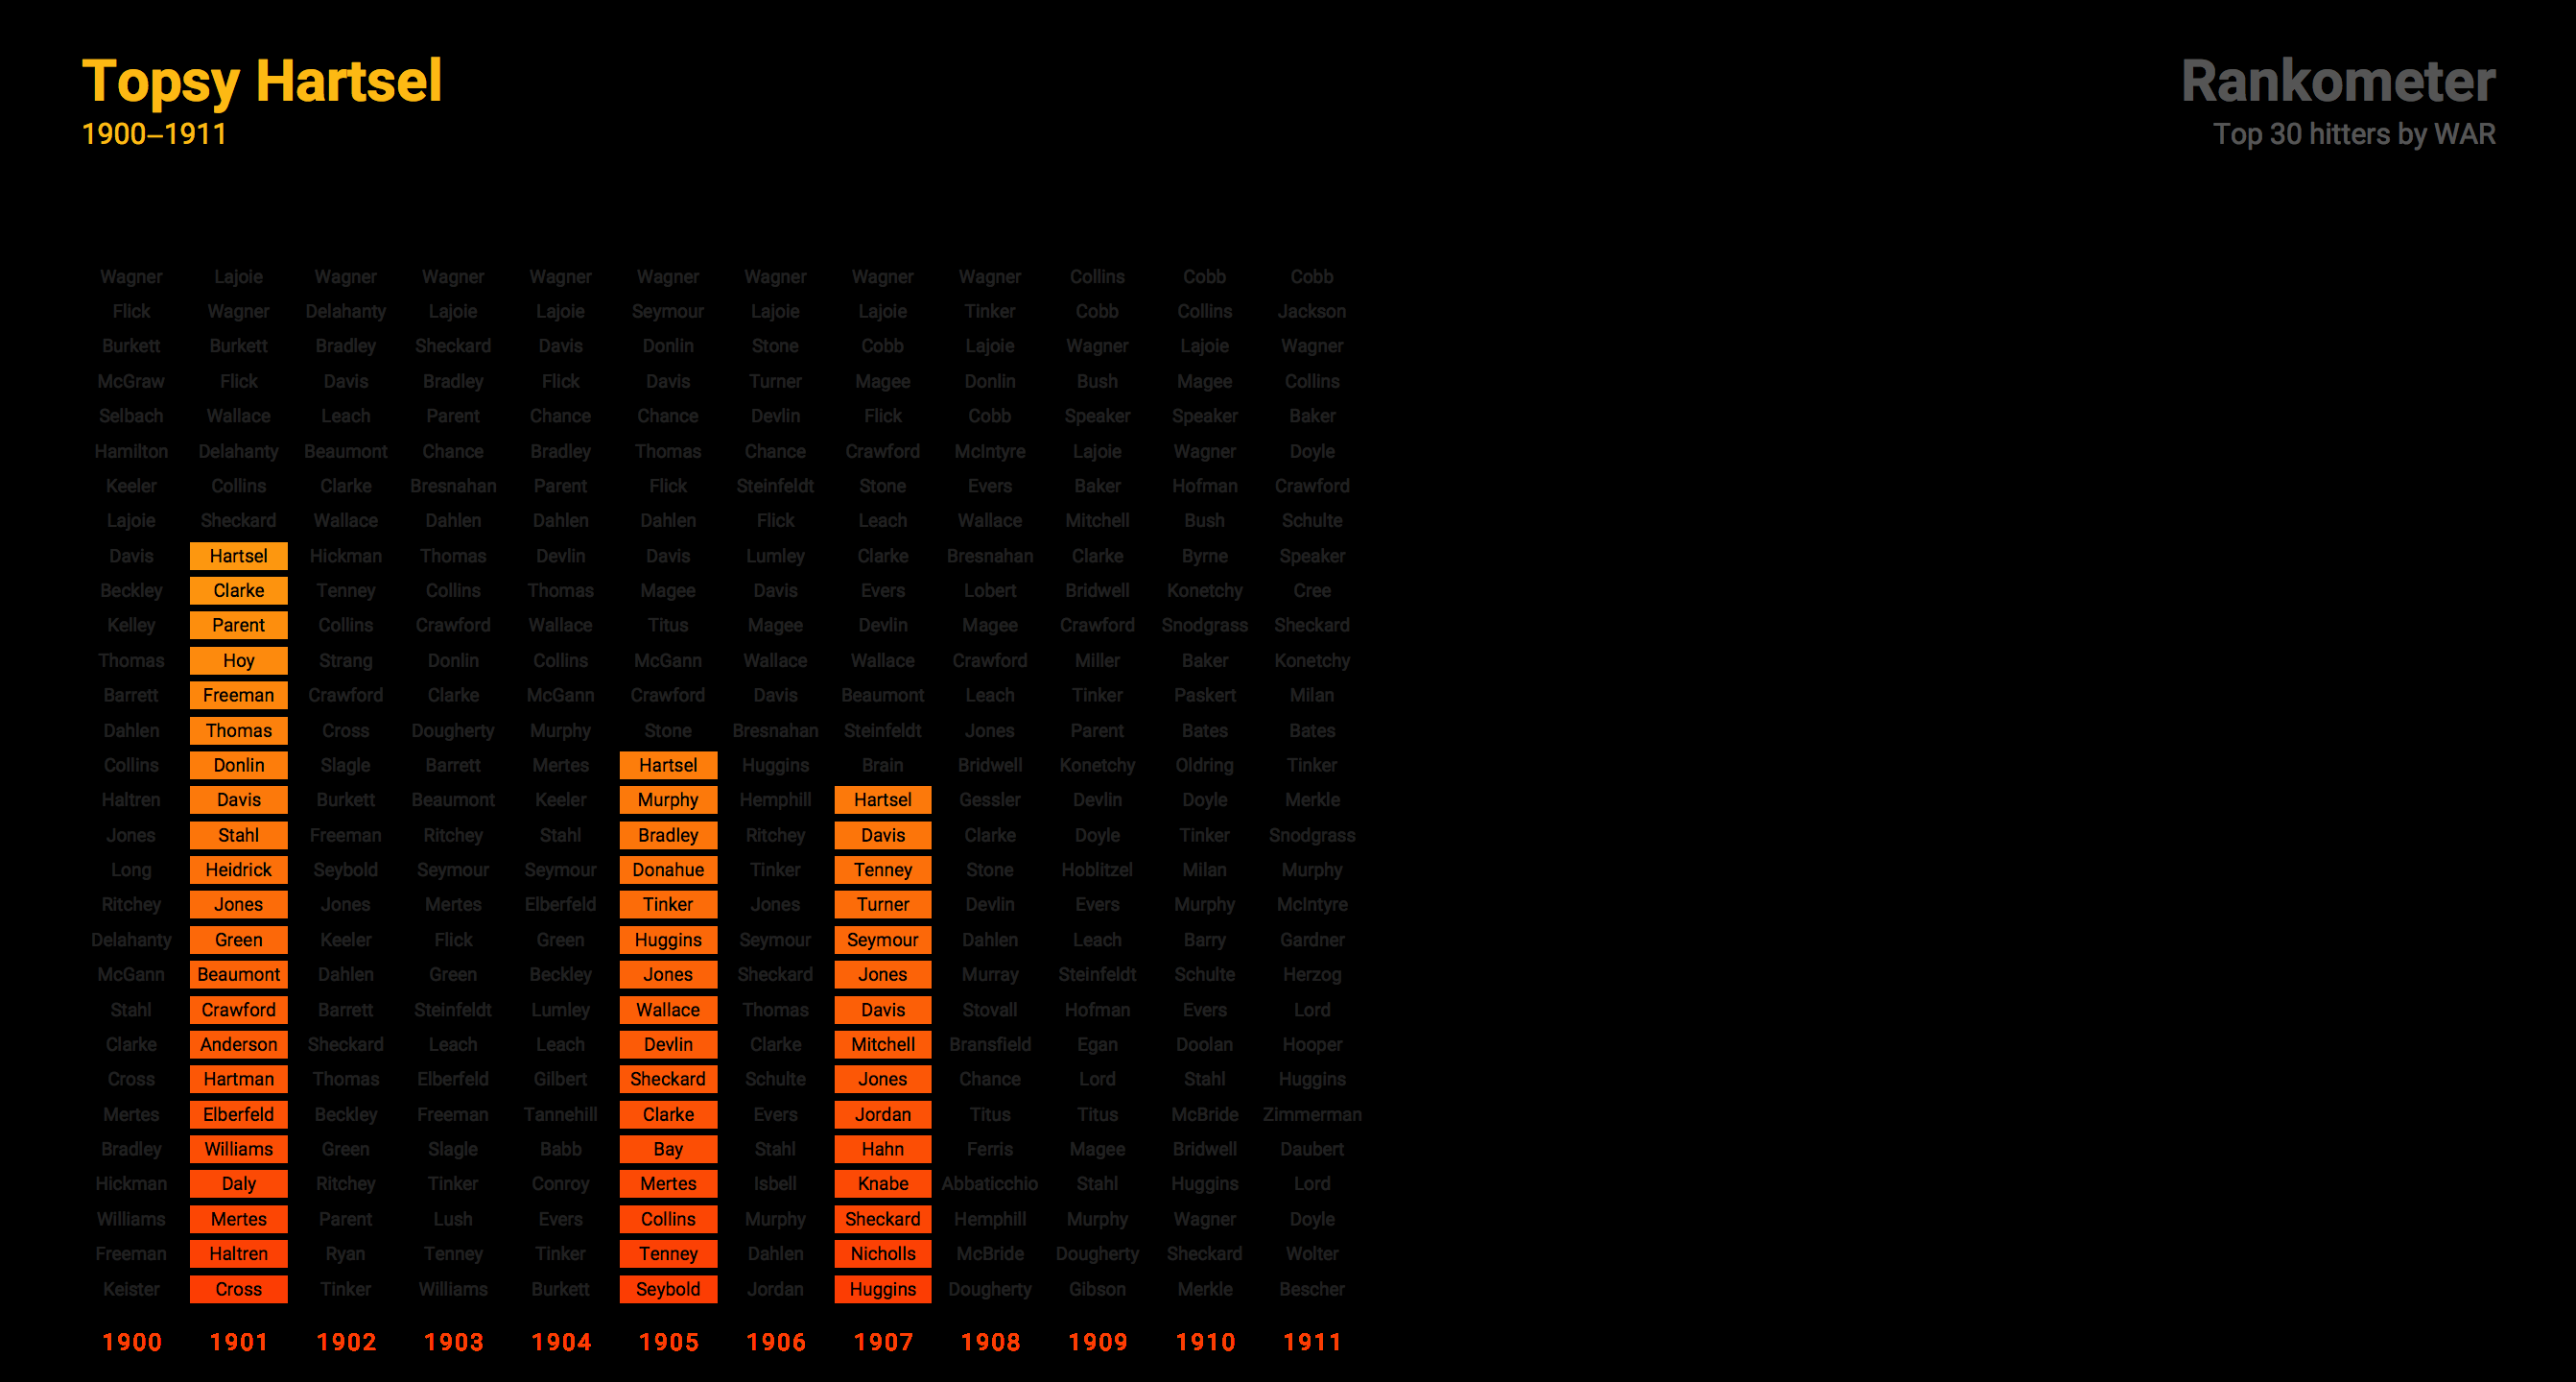 Topsy Hartsel Rankometer
1900–1911 Top 30 hitters by WAR
Wagner Lajoie Wagner Wagner Wagner Wagner Wagner Wagner Wagner Collins Cobb Cobb
Flick Wagner Delahanty Lajoie Lajoie Seymour Lajoie Lajoie Tinker Cobb Collins Jackson
Burkett Burkett Bradley Sheckard Davis Donlin Stone Cobb Lajoie Wagner Lajoie Wagner
McGraw Flick Davis Bradley Flick Davis Turner Magee Donlin Bush Magee Collins
Selbach Wallace Leach Parent Chance Chance Devlin Flick Cobb Speaker Speaker Baker
Hamilton Delahanty Beaumont Chance Bradley Thomas Chance Crawford McIntyre Lajoie Wagner Doyle
Keeler Collins Clarke Bresnahan Parent Flick Steinfeldt Stone Evers Baker Hofman Crawford
Lajoie Sheckard Wallace Dahlen Dahlen Dahlen Flick Leach Wallace Mitchell Bush Schulte
Davis Hartsel Hickman Thomas Devlin Davis Lumley Clarke Bresnahan Clarke Byrne Speaker
Beckley Clarke Tenney Collins Thomas Magee Davis Evers Lobert Bridwell Konetchy Cree
Kelley Parent Collins Crawford Wallace Titus Magee Devlin Magee Crawford Snodgrass Sheckard
Thomas Hoy Strang Donlin Collins McGann Wallace Wallace Crawford Miller Baker Konetchy
Barrett Freeman Crawford Clarke McGann Crawford Davis Beaumont Leach Tinker Paskert Milan
Dahlen Thomas Cross Dougherty Murphy Stone Bresnahan Steinfeldt Jones Parent Bates Bates
Collins Donlin Slagle Barrett Mertes Hartsel Huggins Brain Bridwell Konetchy Oldring Tinker
Haltren Davis Burkett Beaumont Keeler Murphy Hemphill Hartsel Gessler Devlin Doyle Merkle
Jones Stahl Freeman Ritchey Stahl Bradley Ritchey Davis Clarke Doyle Tinker Snodgrass
Long Heidrick Seybold Seymour Seymour Donahue Tinker Tenney Stone Hoblitzel Milan Murphy
Ritchey Jones Jones Mertes Elberfeld Tinker Jones Turner Devlin Evers Murphy McIntyre
Delahanty Green Keeler Flick Green Huggins Seymour Seymour Dahlen Leach Barry Gardner
McGann Beaumont Dahlen Green Beckley Jones Sheckard Jones Murray Steinfeldt Schulte Herzog
Stahl Crawford Barrett Steinfeldt Lumley Wallace Thomas Davis Stovall Hofman Evers Lord
Clarke Anderson Sheckard Leach Leach Devlin Clarke Mitchell Bransfield Egan Doolan Hooper
Cross Hartman Thomas Elberfeld Gilbert Sheckard Schulte Jones Chance Lord Stahl Huggins
Mertes Elberfeld Beckley Freeman Tannehill Clarke Evers Jordan Titus Titus McBride Zimmerman
Bradley Williams Green Slagle Babb Bay Stahl Hahn Ferris Magee Bridwell Daubert
Hickman Daly Ritchey Tinker Conroy Mertes Isbell Knabe Abbaticchio Stahl Huggins Lord
Williams Mertes Parent Lush Evers Collins Murphy Sheckard Hemphill Murphy Wagner Doyle
Freeman Haltren Ryan Tenney Tinker Tenney Dahlen Nicholls McBride Dougherty Sheckard Wolter
Keister Cross Tinker Williams Burkett Seybold Jordan Huggins Dougherty Gibson Merkle Bescher
1900 1901 1902 1903 1904 1905 1906 1907 1908 1909 1910 1911